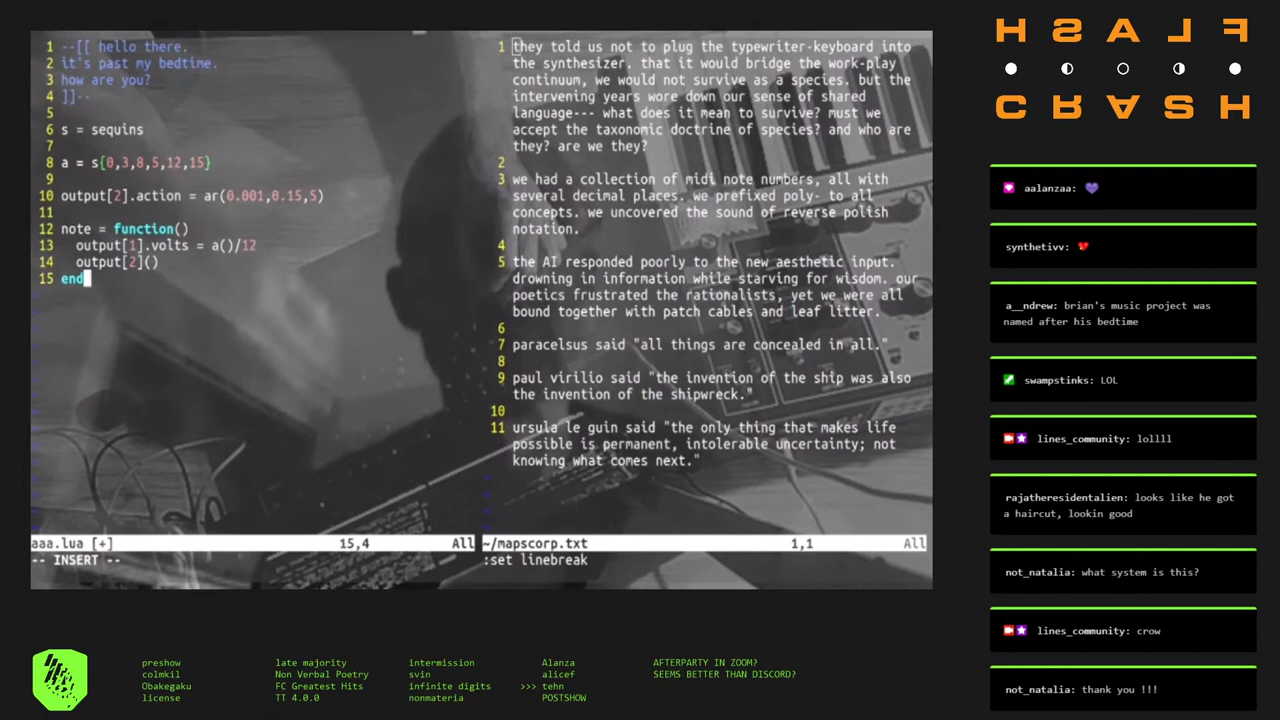 1 --[[ hello there.
2 it's past my bedtime.
3 how are you?
4 ]]--
5
6 s = sequins
7
8 a = s{0,3,8,5,12,15}
9
10 output[2].action = ar(0.001,0.15,5)
11
12 note = function()
13 output[1].volts = a()/12
14 output[2]()
15 end
aaa.lua [+] 15,4 All
-- INSERT --
1 they told us not to plug the typewriter-keyboard into
the synthesizer. that it would bridge the work-play
continuum, we would not survive as a species. but the
intervening years wore down our sense of shared
language--- what does it mean to survive? must we
accept the taxonomic doctrine of species? and who are
they? are we they?
2
3 we had a collection of midi note numbers, all with
several decimal places. we prefixed poly- to all
concepts. we uncovered the sound of reverse polish
notation.
4
5 the AI responded poorly to the new aesthetic input.
drowning in information while starving for wisdom. our
poetics frustrated the rationalists, yet we were all
bound together with patch cables and leaf litter.
6
7 paracelsus said "all things are concealed in all."
8
9 paul virilio said "the invention of the ship was also
the invention of the shipwreck."
10
11 ursula le guin said "the only thing that makes life
possible is permanent, intolerable uncertainty; not
knowing what comes next."
~/mapscorp.txt 1,1 All
:set linebreak
FLASH
CRASH
aalanzaa: 💜
synthetivv:
a__ndrew: brian's music project was
named after his bedtime
swampstinks: LOL
lines_community: lollll
rajatheresidentalien: looks like he got
a haircut, lookin good
not_natalia: what system is this?
lines_community: crow
not_natalia: thank you !!!
preshow
colmkil
Obakegaku
license
late majority
Non Verbal Poetry
FC Greatest Hits
TT 4.0.0
intermission
svin
infinite digits
nonmateria
Alanza
alicef
>>> tehn
POSTSHOW
AFTERPARTY IN ZOOM?
SEEMS BETTER THAN DISCORD?